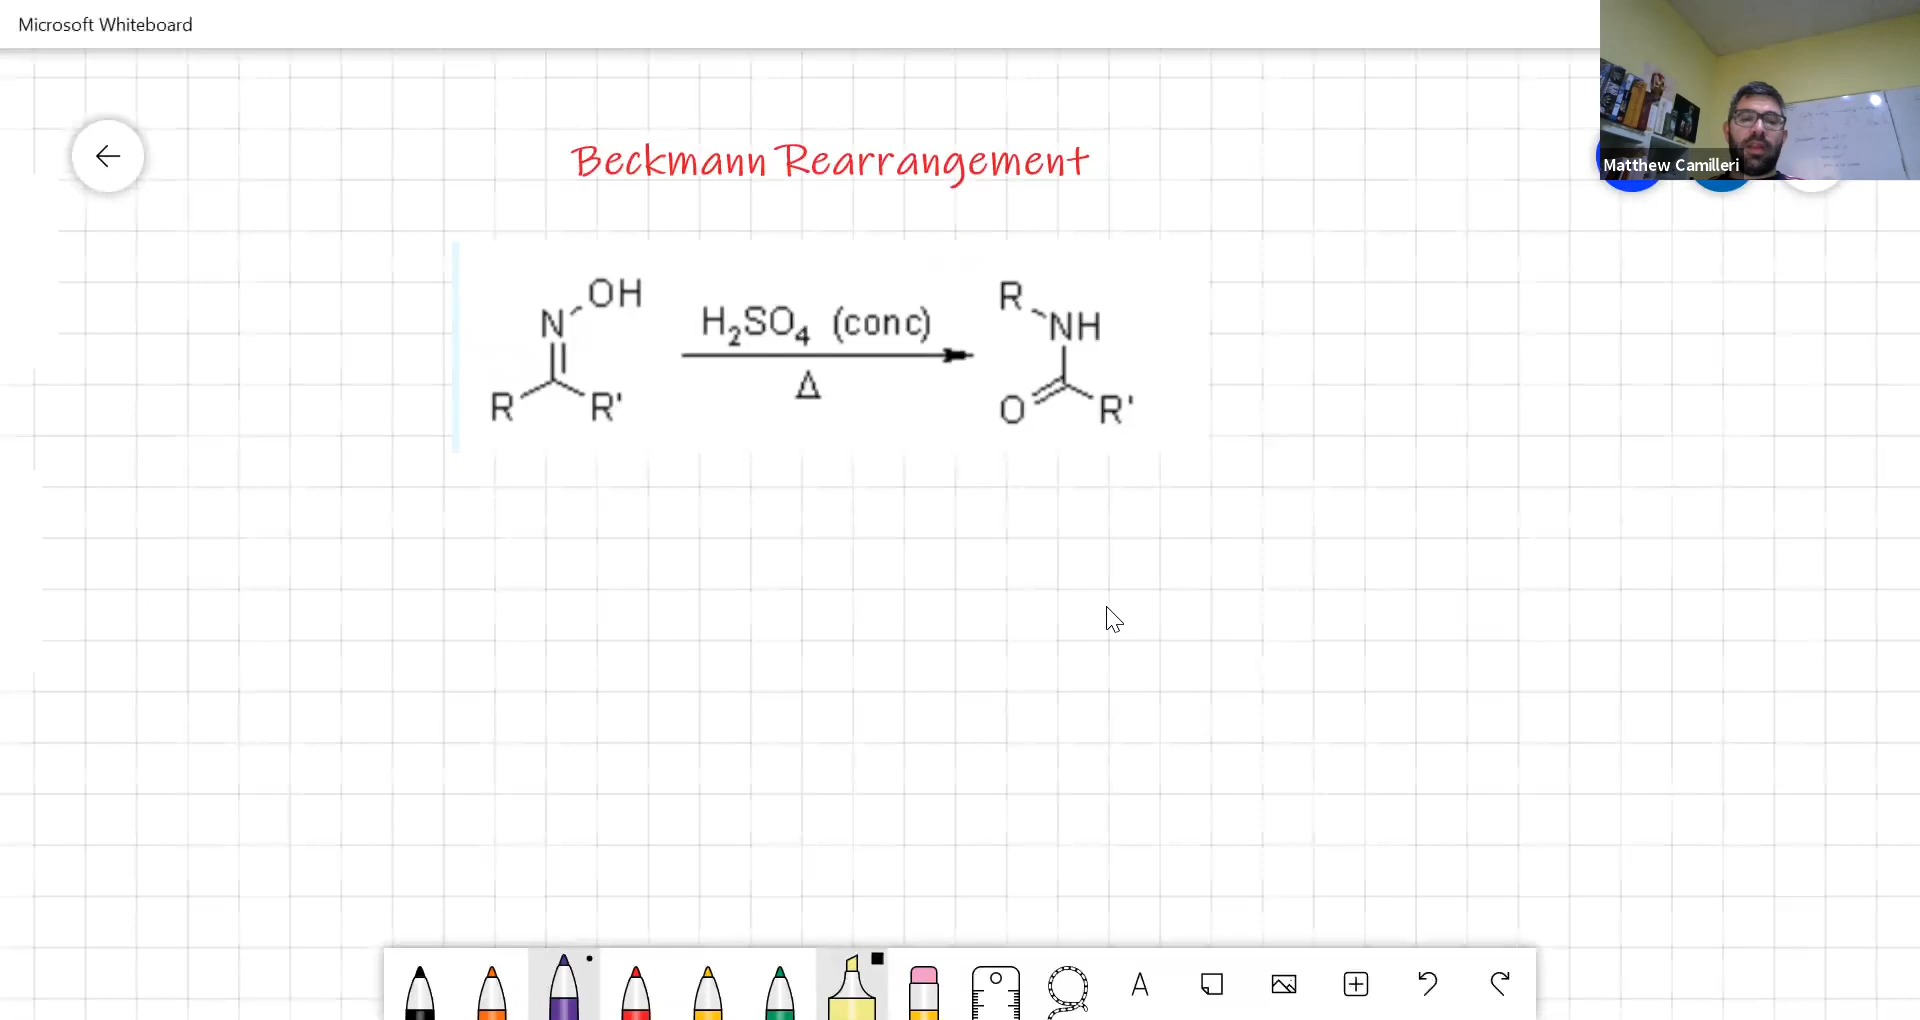 Microsoft Whiteboard
Matthew Camilleri
Beckmann Rearrangement
N OH
R R'
H₂SO₄ (conc)
Δ
R NH
O R'
A